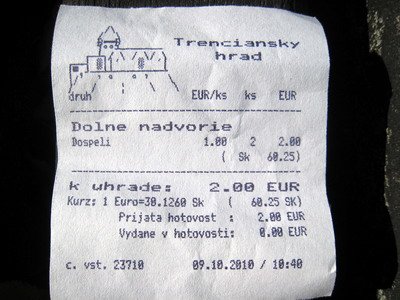 Trenciansky
hrad
druh EUR/ks ks EUR
Dolne nadvorie
Dospeli 1.00 2 2.00
( Sk 60.25)
k uhrade: 2.00 EUR
Kurz: 1 Euro=30.1260 Sk ( 60.25 SK)
Prijata hotovost : 2.00 EUR
Vydane v hotovosti: 0.00 EUR
c. vst. 23710 09.10.2010 / 10:40